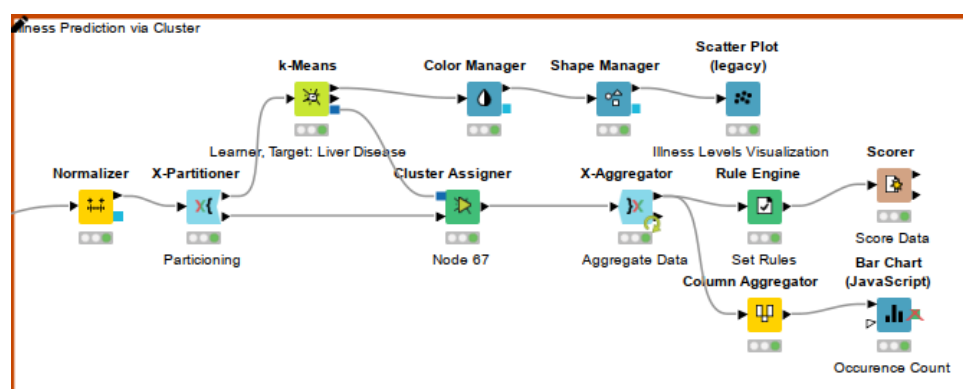 llness Prediction via Cluster
Scatter Plot
(legacy)
k-Means
Color Manager
Shape Manager
Learner, Target: Liver Disease
Illness Levels Visualization
Normalizer
X-Partitioner
Cluster Assigner
X-Aggregator
Rule Engine
Scorer
Particioning
Node 67
Aggregate Data
Set Rules
Score Data
Column Aggregator
Bar Chart
(JavaScript)
Occurence Count